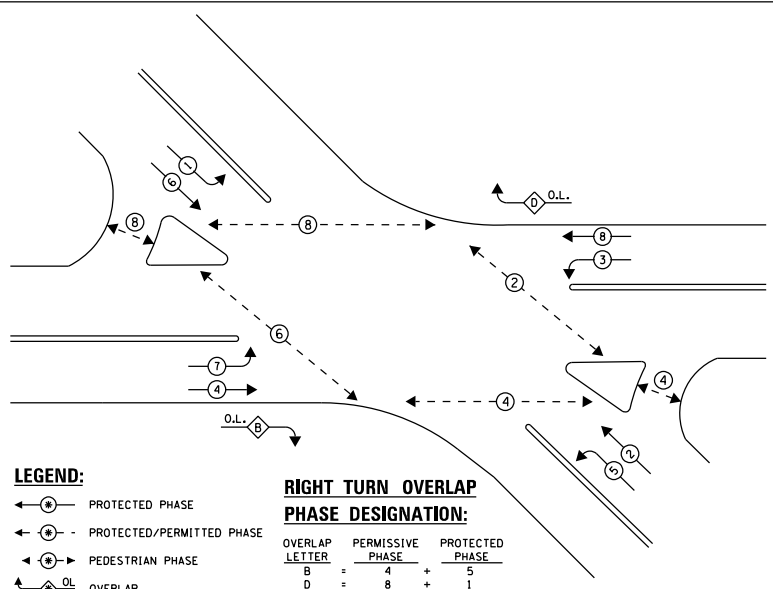 1
6
8
8
D O.L.
8
3
2
6
7
4
4
4
O.L. B
2
5
LEGEND:
* PROTECTED PHASE
* PROTECTED/PERMITTED PHASE
* PEDESTRIAN PHASE
* OL OVERLAP
RIGHT TURN OVERLAP
PHASE DESIGNATION:
OVERLAP PERMISSIVE PROTECTED
LETTER PHASE PHASE
B = 4 + 5
D = 8 + 1